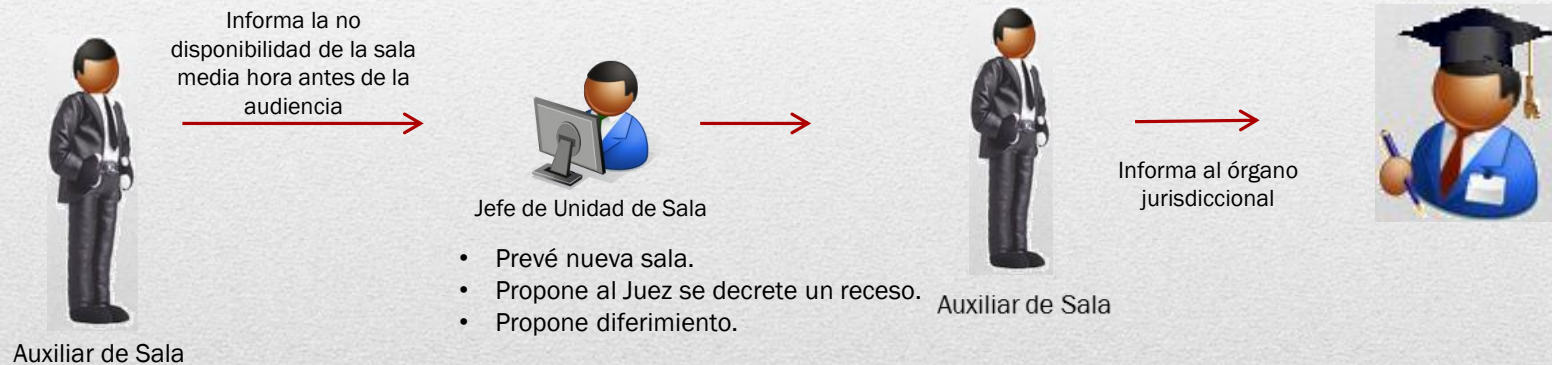 Informa la no
disponibilidad de la sala
media hora antes de la
audiencia
Auxiliar de Sala
Jefe de Unidad de Sala
• Prevé nueva sala.
• Propone al Juez se decrete un receso.
• Propone diferimiento.
Auxiliar de Sala
Informa al órgano
jurisdiccional